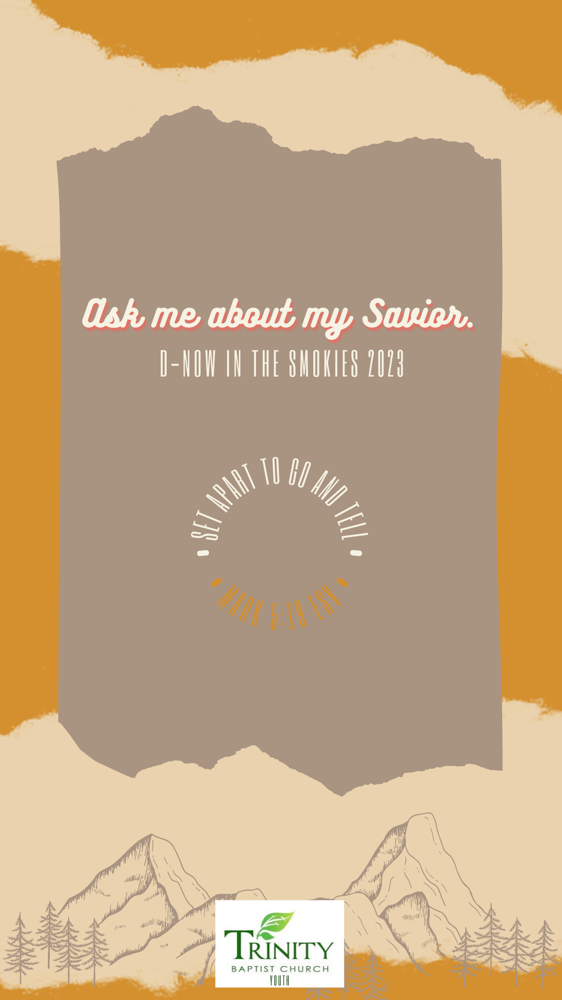 Ask me about my Savior.
D-NOW IN THE SMOKIES 2023
SET APART TO GO AND TELL
MARK 5:19 ESV
TRINITY
BAPTIST CHURCH
YOUTH